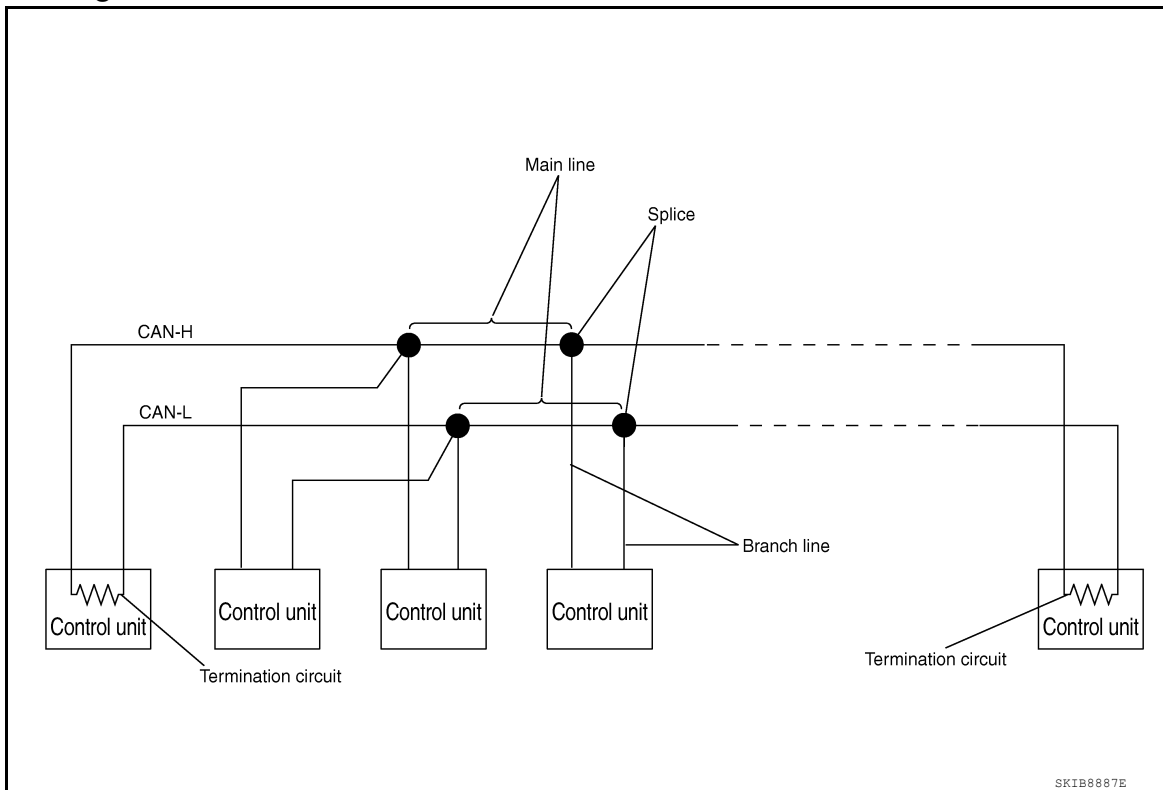 Main line
Splice
CAN-H
CAN-L
Branch line
Control unit
Control unit
Control unit
Control unit
Control unit
Termination circuit
Termination circuit
SKIB8887E